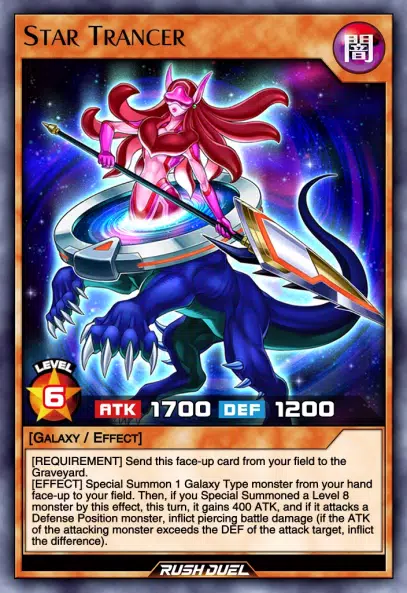 STAR TRANCER
闇
LEVEL
6
ATK 1700 DEF 1200
[GALAXY / EFFECT]
[REQUIREMENT] Send this face-up card from your field to the
Graveyard.
[EFFECT] Special Summon 1 Galaxy Type monster from your hand
face-up to your field. Then, if you Special Summoned a Level 8
monster by this effect, this turn, it gains 400 ATK, and if it attacks a
Defense Position monster, inflict piercing battle damage (if the ATK
of the attacking monster exceeds the DEF of the attack target, inflict
the difference).
RUSH DUEL